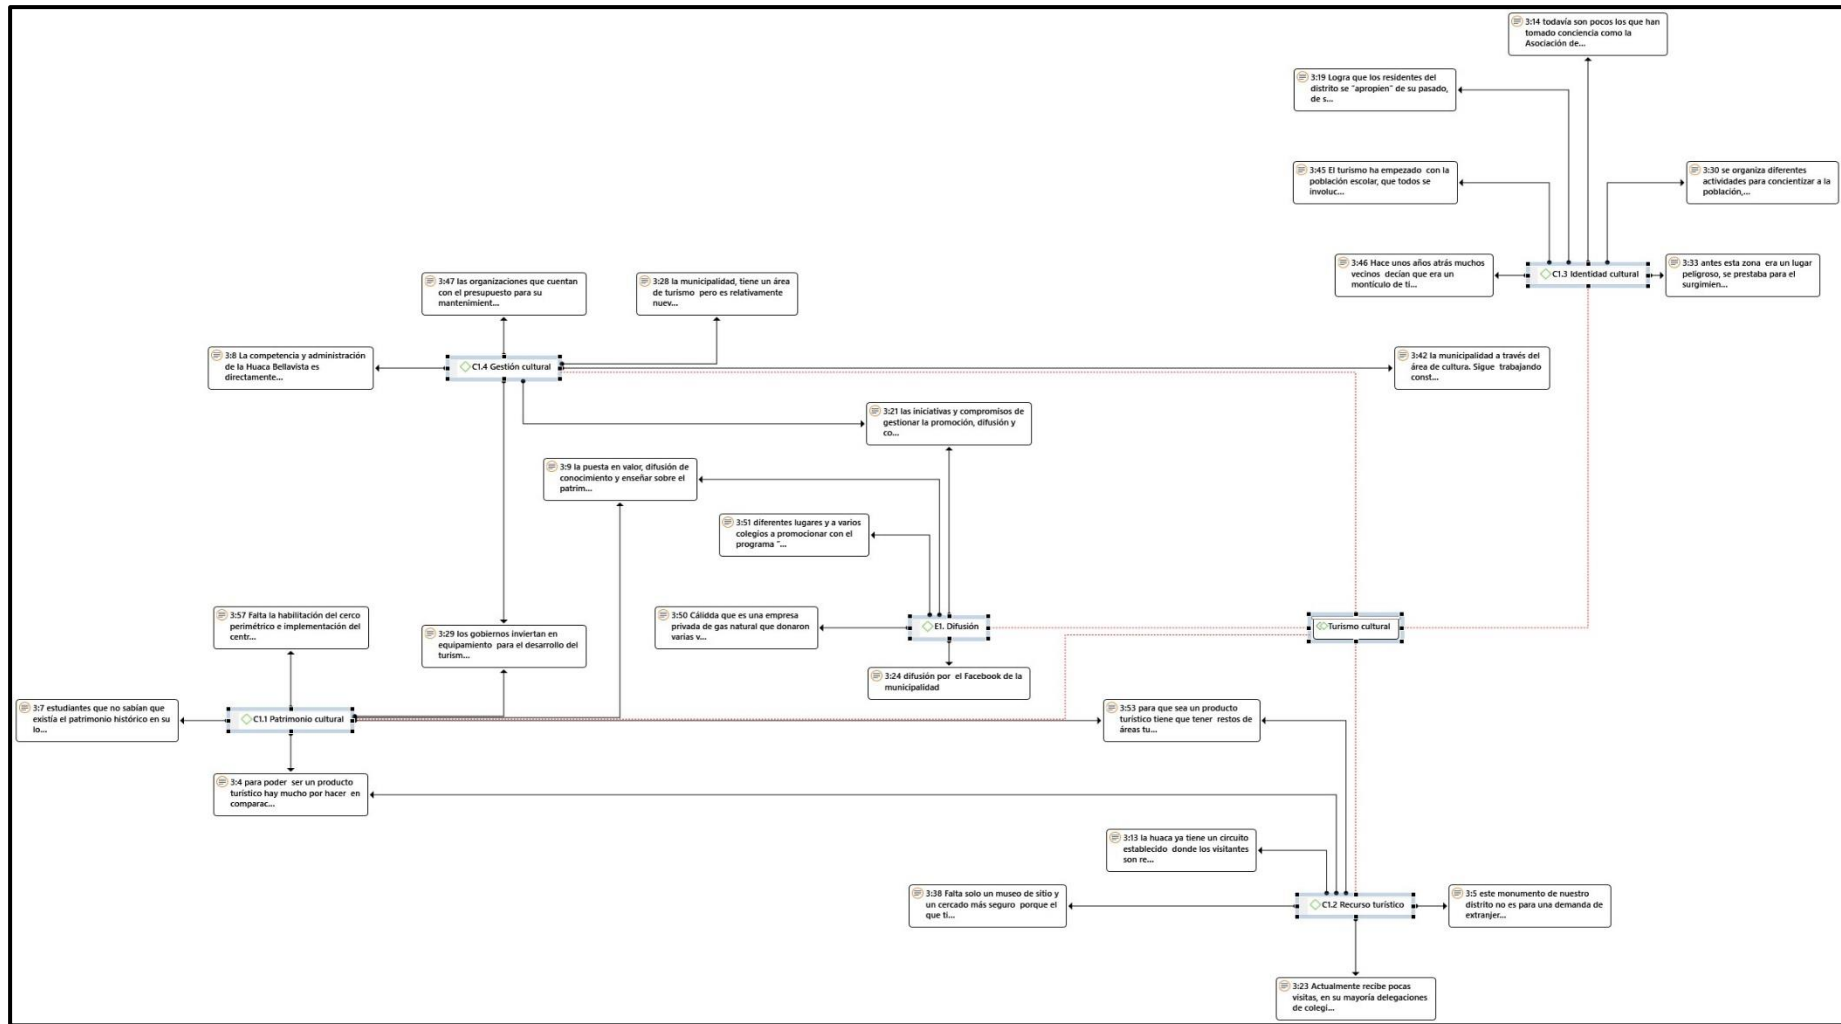 3:14 todavía son pocos los que han
tomado conciencia como la
Asociación de...
3:19 Logra que los residentes del
distrito se "apropien" de su pasado,
de s...
3:45 El turismo ha empezado con la
población escolar, que todos se
involuc...
3:30 se organiza diferentes
actividades para concientizar a la
población,...
3:46 Hace unos años atrás muchos
vecinos decían que era un
montículo de ti...
C1.3 Identidad cultural
3:33 antes esta zona era un lugar
peligroso, se prestaba para el
surgimien...
3:47 las organizaciones que cuentan
con el presupuesto para su
mantenimient...
3:28 la municipalidad, tiene un área
de turismo pero es relativamente
nuev...
3:8 La competencia y administración
de la Huaca Bellavista es
directamente...
C1.4 Gestión cultural
3:42 la municipalidad a través del
área de cultura. Sigue trabajando
const...
3:21 las iniciativas y compromisos de
gestionar la promoción, difusión y
co...
3:9 la puesta en valor, difusión de
conocimiento y enseñar sobre el
patrim...
3:51 diferentes lugares y a varios
colegios a promocionar con el
programa "...
3:57 Falta la habilitación del cerco
perimétrico e implementación del
centr...
3:29 los gobiernos inviertan en
equipamiento para el desarrollo del
turism...
3:50 Cálidda que es una empresa
privada de gas natural que donaron
varias v...
E1. Difusión
Turismo cultural
3:24 difusión por el Facebook de la
municipalidad
3:7 estudiantes que no sabían que
existía el patrimonio histórico en su
lo...
C1.1 Patrimonio cultural
3:53 para que sea un producto
turístico tiene que tener restos de
áreas tu...
3:4 para poder ser un producto
turístico hay mucho por hacer en
comparac...
3:13 la huaca ya tiene un circuito
establecido donde los visitantes
son re...
3:38 Falta solo un museo de sitio y
un cercado más seguro porque el
que ti...
C1.2 Recurso turístico
3:5 este monumento de nuestro
distrito no es para una demanda de
extranjer...
3:23 Actualmente recibe pocas
visitas, en su mayoría delegaciones
de colegi...